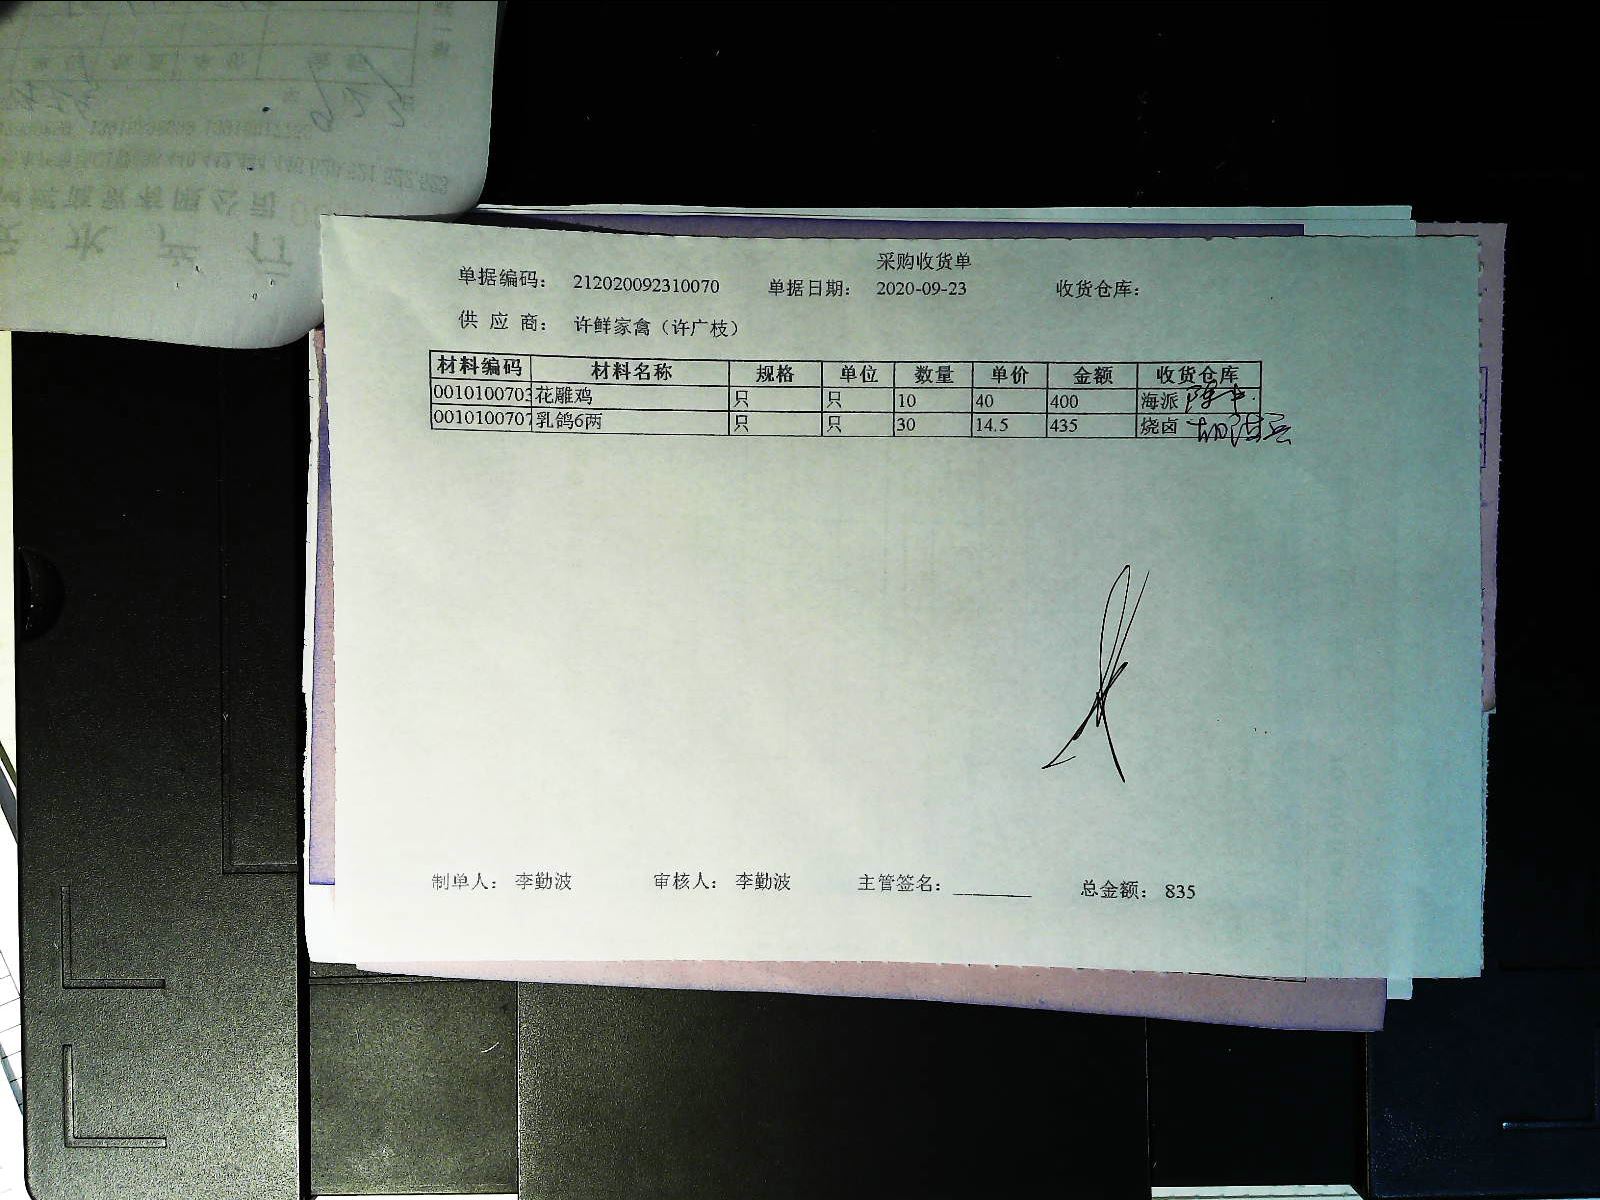 采购收货单
单据编码： 212020092310070 单据日期： 2020-09-23 收货仓库：
供 应 商： 许鲜家禽（许广枝）
材料编码 材料名称 规格 单位 数量 单价 金额 收货仓库
0010100703 花雕鸡 只 只 10 40 400 海派
0010100707 乳鸽6两 只 只 30 14.5 435 烧卤
制单人： 李勤波 审核人： 李勤波 主管签名： 总金额： 835